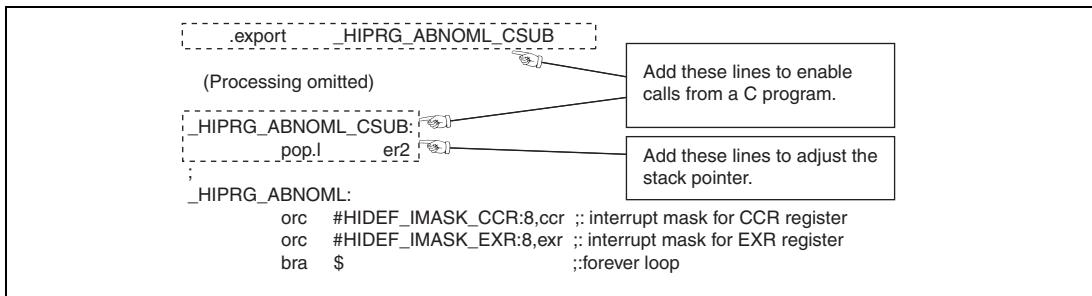 .export _HIPRG_ABNOML_CSUB
(Processing omitted)
Add these lines to enable
calls from a C program.
_HIPRG_ABNOML_CSUB:
pop.l er2
Add these lines to adjust the
stack pointer.
;
_HIPRG_ABNOML:
orc #HIDEF_IMASK_CCR:8,ccr ;: interrupt mask for CCR register
orc #HIDEF_IMASK_EXR:8,exr ;: interrupt mask for EXR register
bra $ ;:forever loop